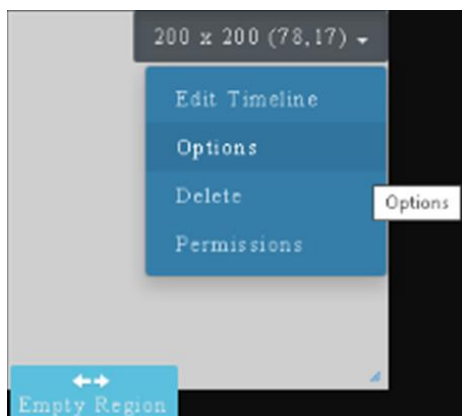 200 x 200 (78,17)
Edit Timeline
Options
Delete
Options
Permissions
Empty Region